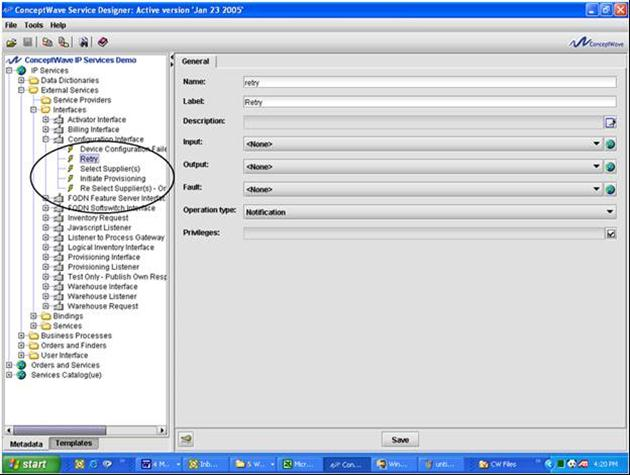 ConceptWave Service Designer: Active version 'Jan 23 2005'
File Tools Help
ConceptWave
ConceptWave IP Services Demo
IP Services
Data Dictionaries
External Services
Service Providers
Interfaces
Activator Interface
Billing Interface
Configuration Interface
Device Configuration Faile
Retry
Select Supplier(s)
Initiate Provisioning
Re Select Supplier(s) - Or
FQDN Feature Server Interfac
FQDN Softswitch Interface
Inventory Request
Javascript Listener
Listener to Process Gateway
Logical Inventory Interface
Provisioning Interface
Provisioning Listener
Test Only - Publish Own Resp
Warehouse Interface
Warehouse Listener
Warehouse Request
Bindings
Services
Business Processes
Orders and Finders
User Interface
Orders and Services
Services Catalog(ue)
Metadata Templates
General
Name: retry
Label: Retry
Description:
Input: <None>
Output: <None>
Fault: <None>
Operation type: Notification
Privileges:
Save
start 4 M... Inb... 5 W... Micr... Con... Win... unti... CW Files 4:20 PM